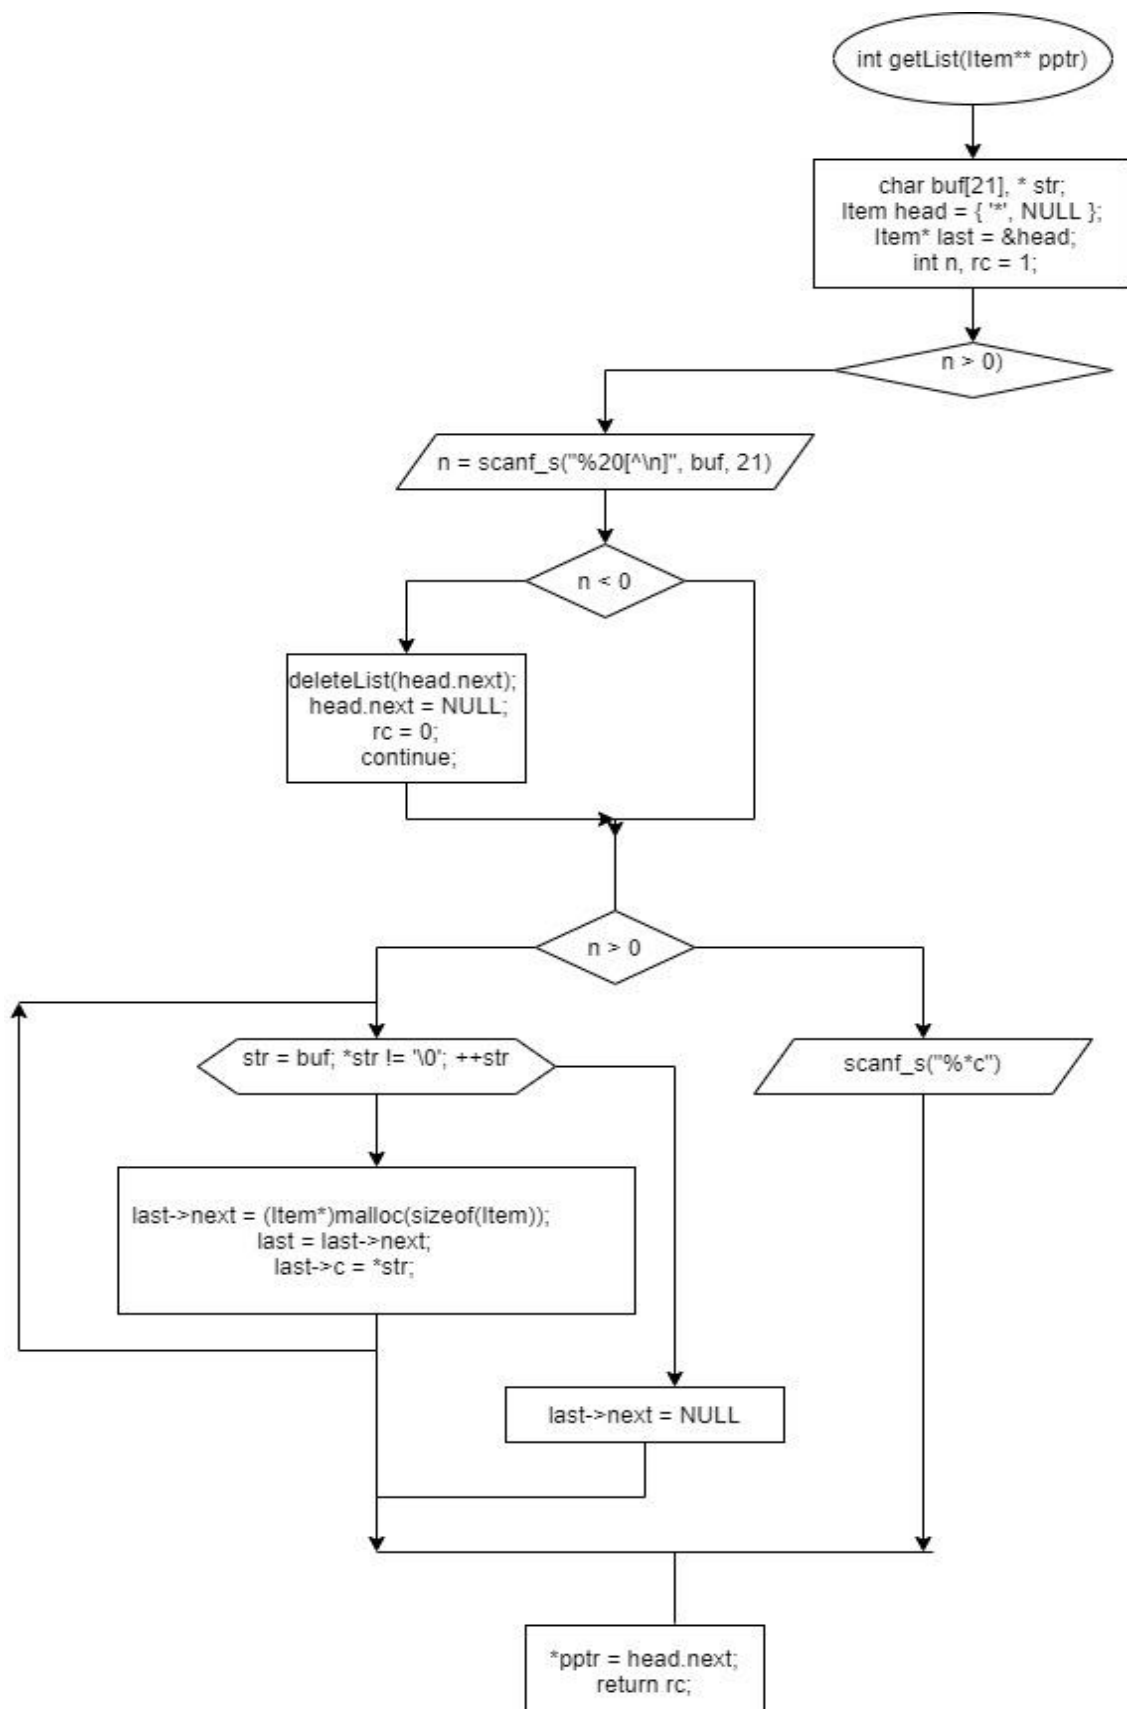 int getList(Item** pptr)
char buf[21], * str;
Item head = { '*', NULL };
Item* last = &head;
int n, rc = 1;
n > 0)
n = scanf_s("%20[^\n]", buf, 21)
n < 0
deleteList(head.next);
head.next = NULL;
rc = 0;
continue;
n > 0
str = buf; *str != '\0'; ++str
scanf_s("%*c")
last->next = (Item*)malloc(sizeof(Item));
last = last->next;
last->c = *str;
last->next = NULL
*pptr = head.next;
return rc;